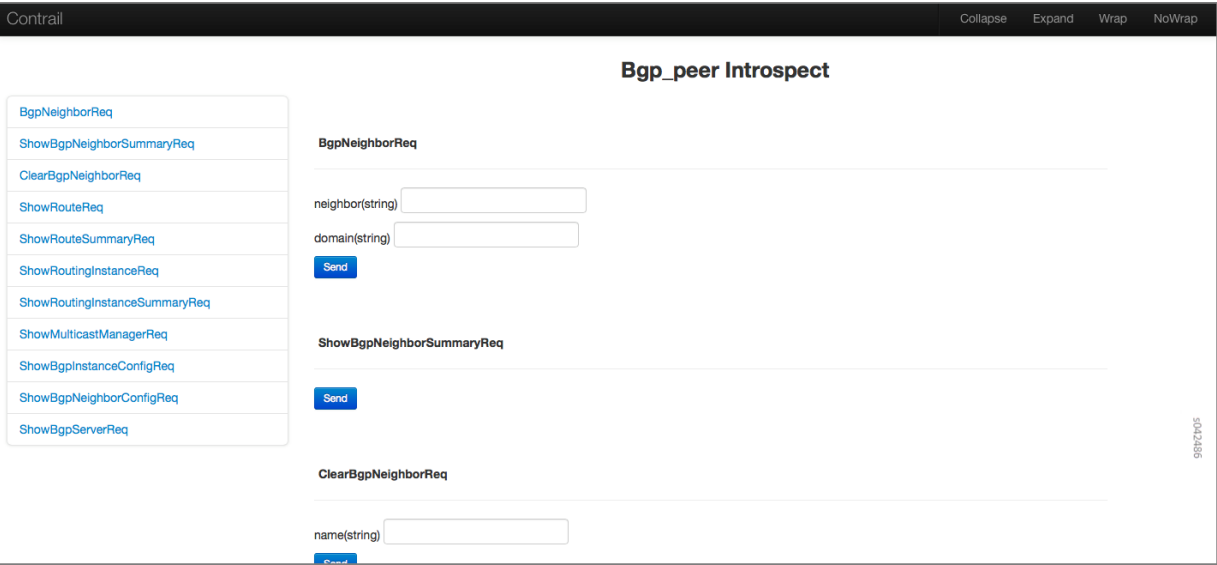 Contrail
Collapse Expand Wrap NoWrap
Bgp_peer Introspect
BgpNeighborReq
ShowBgpNeighborSummaryReq
ClearBgpNeighborReq
ShowRouteReq
ShowRouteSummaryReq
ShowRoutingInstanceReq
ShowRoutingInstanceSummaryReq
ShowMulticastManagerReq
ShowBgpInstanceConfigReq
ShowBgpNeighborConfigReq
ShowBgpServerReq
BgpNeighborReq
neighbor(string)
domain(string)
Send
ShowBgpNeighborSummaryReq
Send
ClearBgpNeighborReq
name(string)
Send
s042486